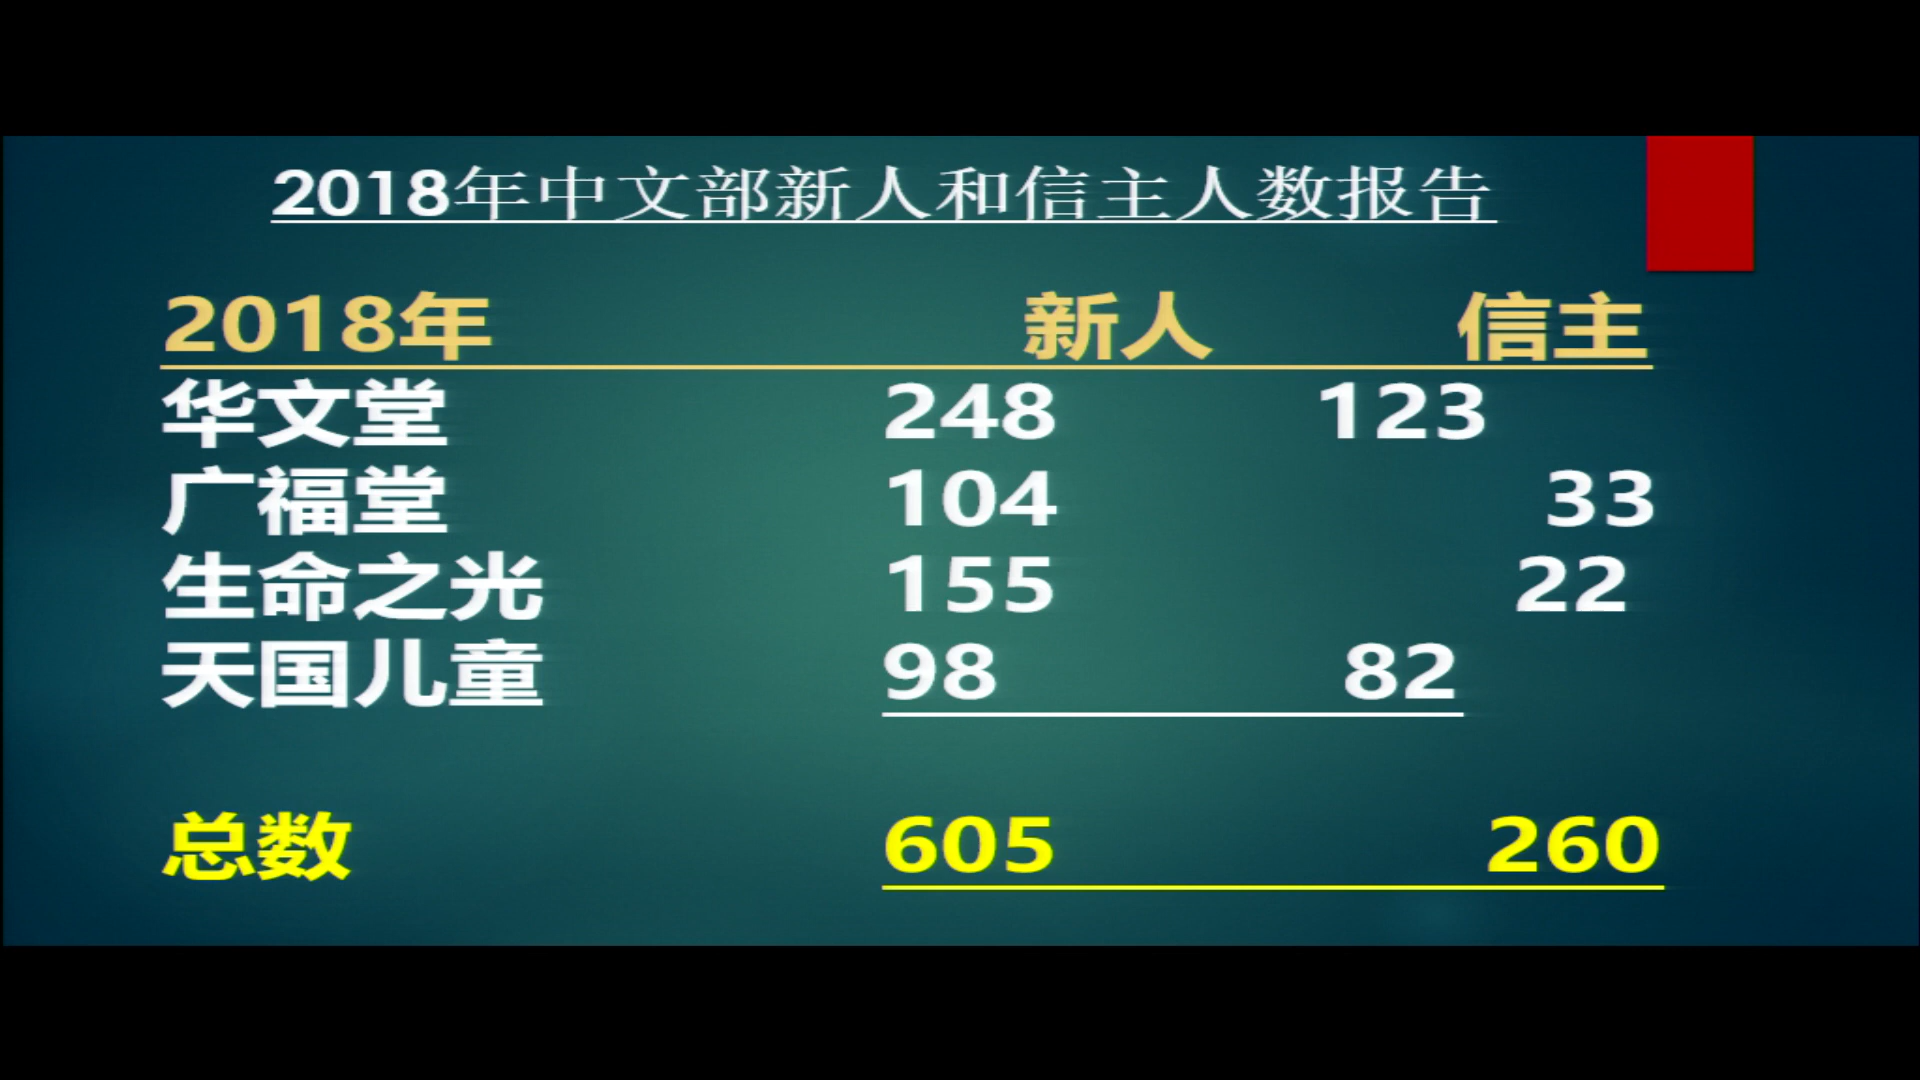 2018年中文部新人和信主人数报告
2018年 新人 信主
华文堂 248 123
广福堂 104 33
生命之光 155 22
天国儿童 98 82
总数 605 260